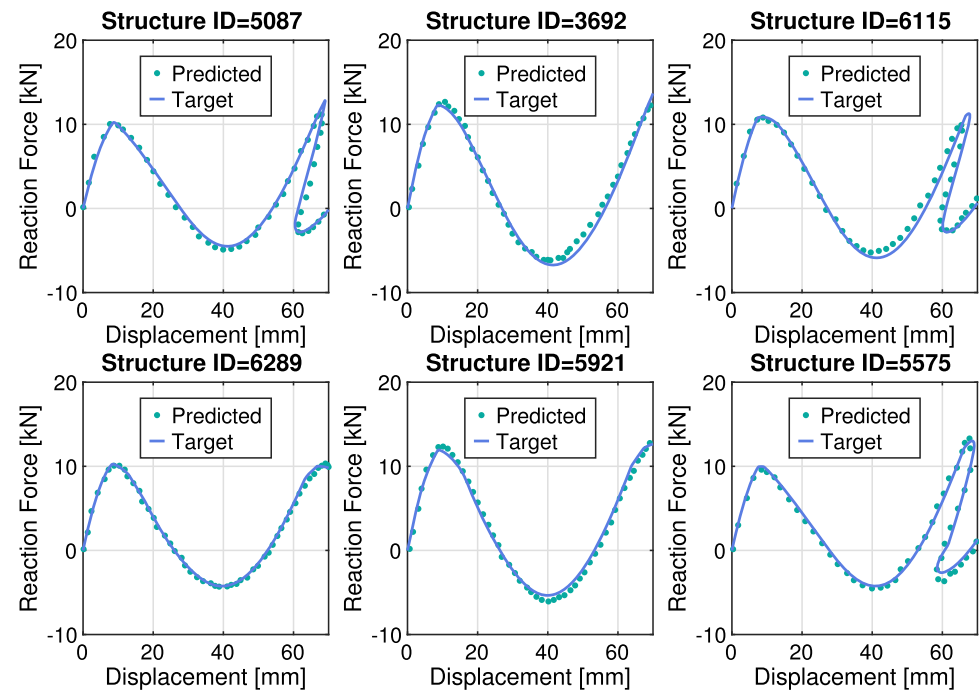 Structure ID=5087
20
10
0
-10
0 20 40 60
Reaction Force [kN]
Displacement [mm]
Predicted
Target
Structure ID=3692
20
10
0
-10
0 20 40 60
Reaction Force [kN]
Displacement [mm]
Predicted
Target
Structure ID=6115
20
10
0
-10
0 20 40 60
Reaction Force [kN]
Displacement [mm]
Predicted
Target
Structure ID=6289
20
10
0
-10
0 20 40 60
Reaction Force [kN]
Displacement [mm]
Predicted
Target
Structure ID=5921
20
10
0
-10
0 20 40 60
Reaction Force [kN]
Displacement [mm]
Predicted
Target
Structure ID=5575
20
10
0
-10
0 20 40 60
Reaction Force [kN]
Displacement [mm]
Predicted
Target